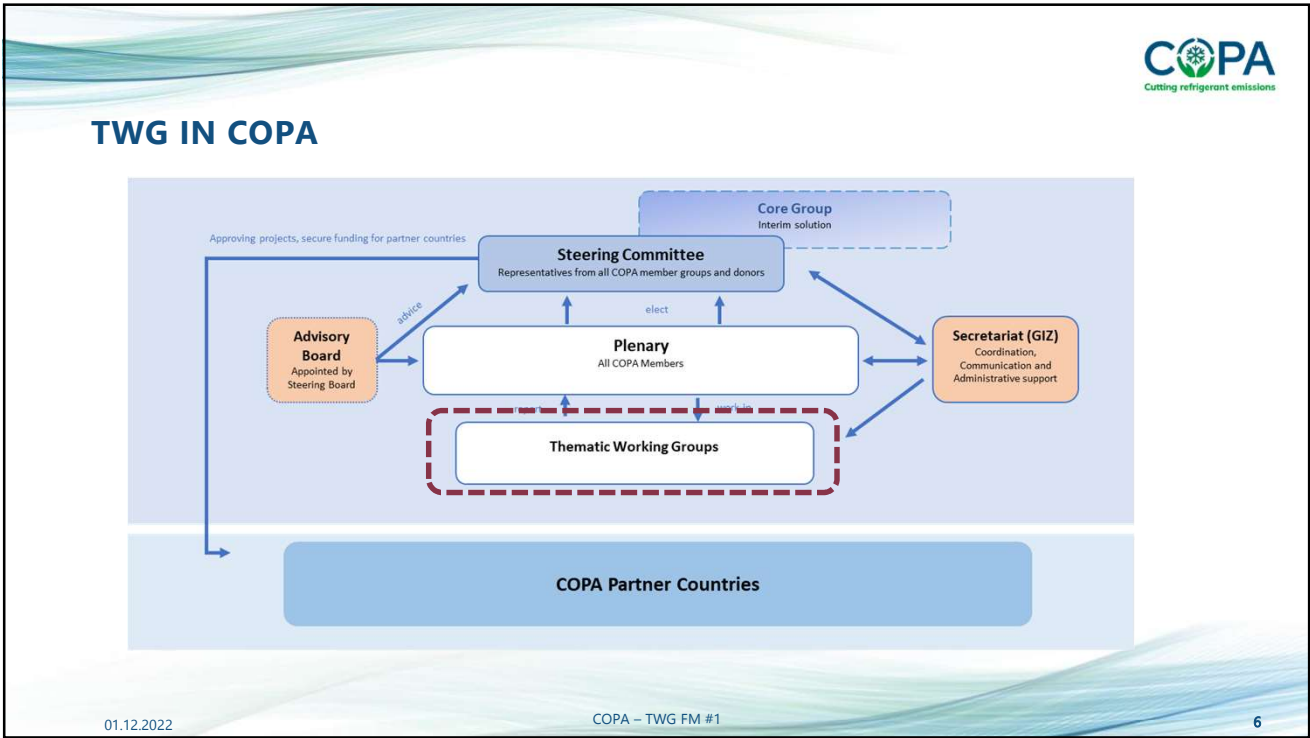 COPA
Cutting refrigerant emissions
TWG IN COPA
Core Group
Interim solution
Approving projects, secure funding for partner countries
Steering Committee
Representatives from all COPA member groups and donors
advice
elect
Advisory
Board
Appointed by
Steering Board
Plenary
All COPA Members
Secretariat (GIZ)
Coordination,
Communication and
Administrative support
report
work in
Thematic Working Groups
COPA Partner Countries
01.12.2022
COPA – TWG FM #1
6